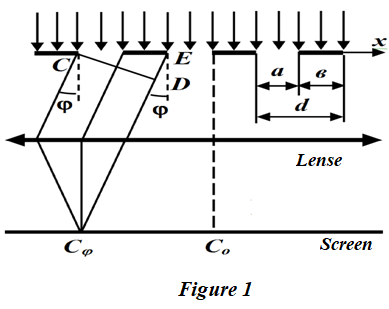 x
C E
D
a в
φ φ
d
Lense
Cφ Co Screen
Figure 1